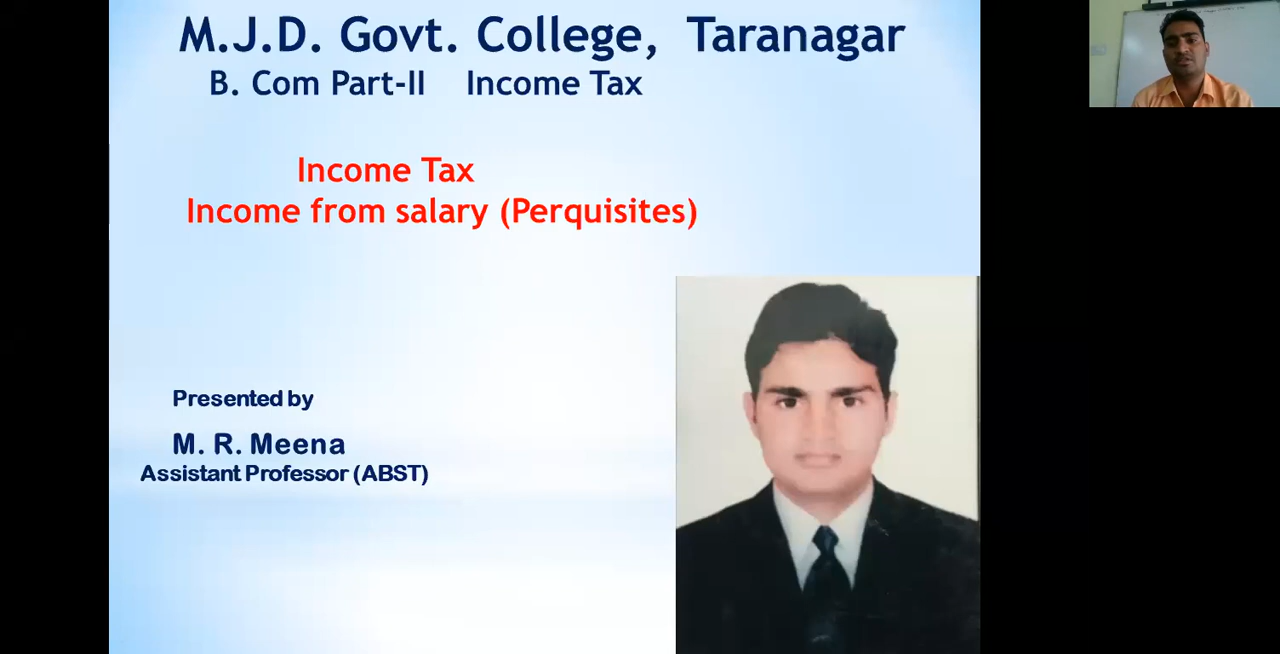 M.J.D. Govt. College, Taranagar
B. Com Part-II Income Tax
Income Tax
Income from salary (Perquisites)
Presented by
M. R. Meena
Assistant Professor (ABST)